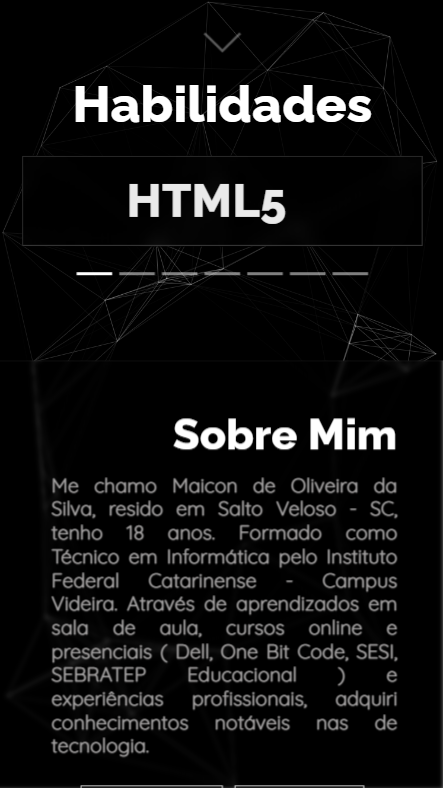 Habilidades
HTML5
Sobre Mim
Me chamo Maicon de Oliveira da
Silva, resido em Salto Veloso - SC,
tenho 18 anos. Formado como
Técnico em Informática pelo Instituto
Federal Catarinense - Campus
Videira. Através de aprendizados em
sala de aula, cursos online e
presenciais ( Dell, One Bit Code, SESI,
SEBRATEP Educacional ) e
experiências profissionais, adquiri
conhecimentos notáveis nas de
tecnologia.